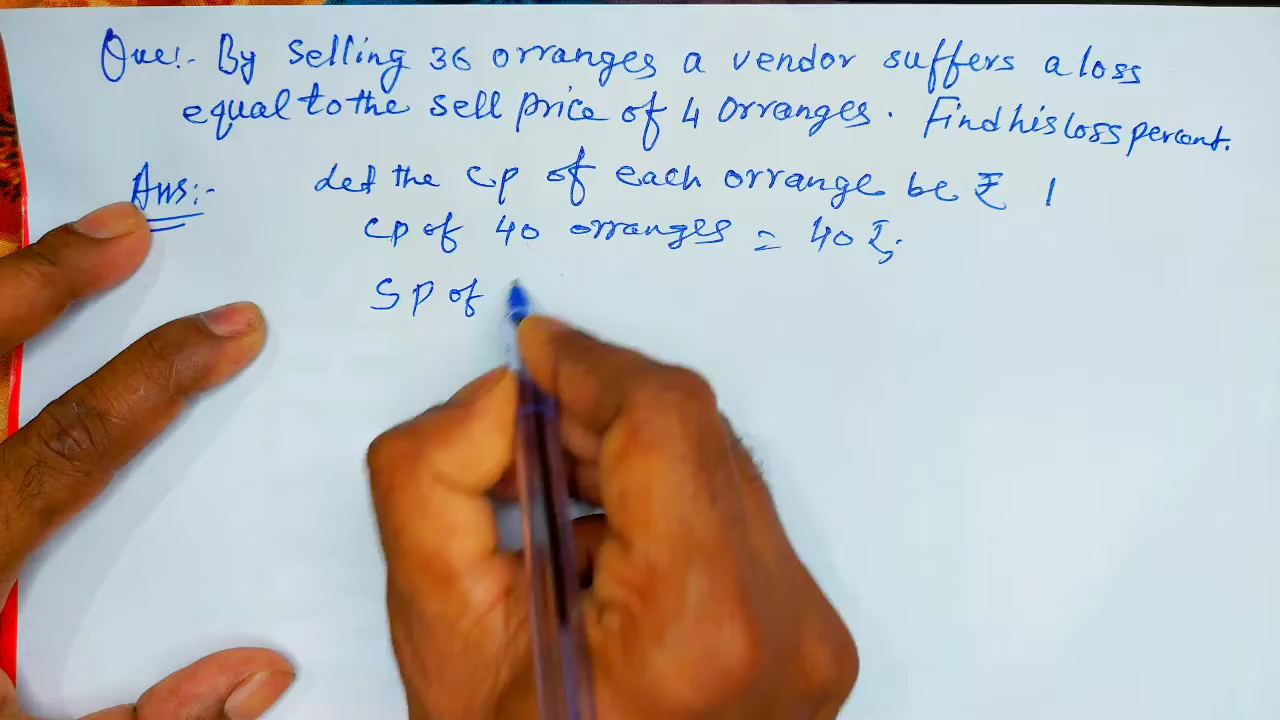 Que:- By Selling 36 orranges a vendor suffers a loss
equal to the sell price of 4 orranges. Find his loss percent.
Ans:- Let the CP of each orrange be ₹ 1
CP of 40 orranges = 40 ₹.
SP of